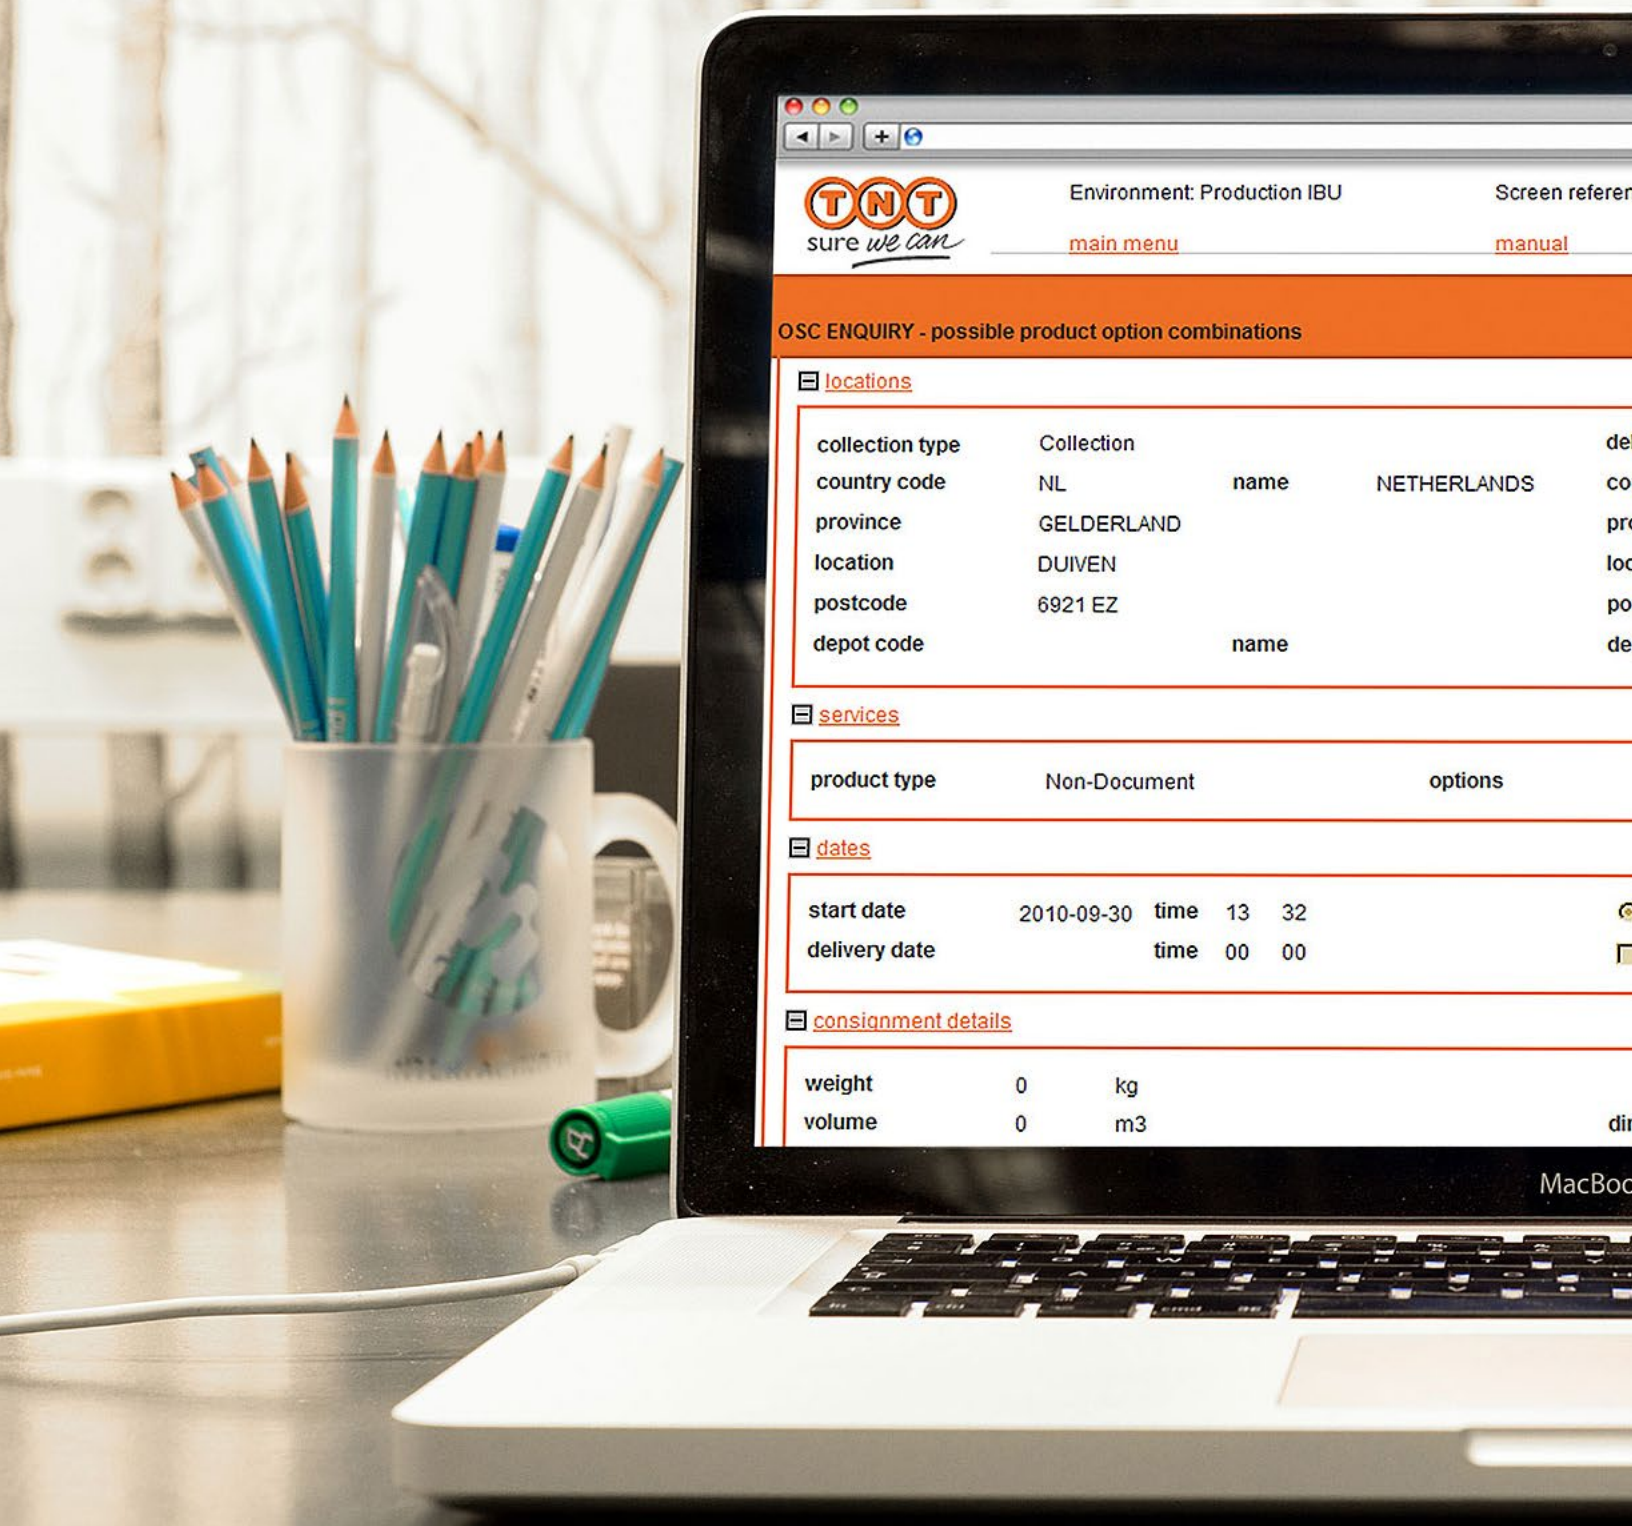 TNT
sure we can
Environment: Production IBU
main menu
manual
OSC ENQUIRY - possible product option combinations
locations
collection type Collection
country code NL name NETHERLANDS
province GELDERLAND
location DUIVEN
postcode 6921 EZ
depot code name
services
product type Non-Document options
dates
start date 2010-09-30 time 13 32
delivery date time 00 00
consignment details
weight 0 kg
volume 0 m3